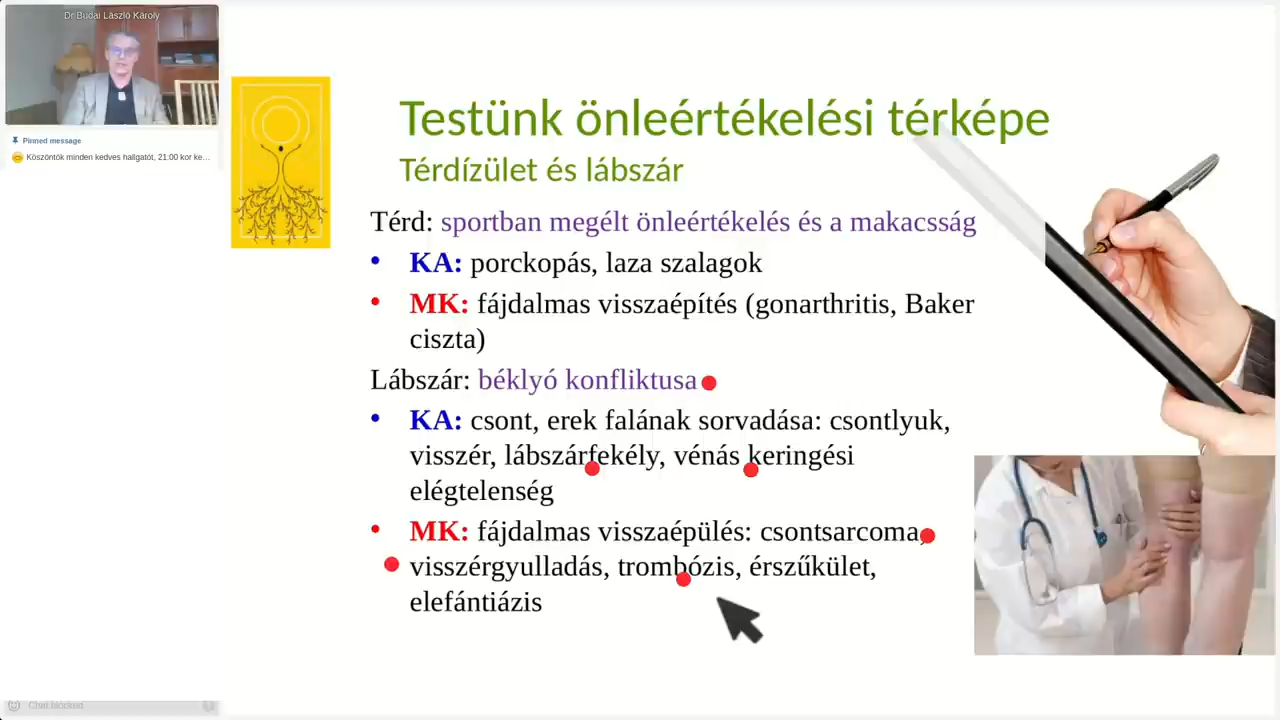 Dr Budai László Károly
Pinned message
Köszöntök minden kedves hallgatót, 21:00 kor ke...
Testünk önleértékelési térképe
Térdízület és lábszár
Térd: sportban megélt önleértékelés és a makacsság
• KA: porckopás, laza szalagok
• MK: fájdalmas visszaépítés (gonarthritis, Baker
ciszta)
Lábszár: béklyó konfliktusa
• KA: csont, erek falának sorvadása: csontlyuk,
visszér, lábszárfekély, vénás keringési
elégtelenség
• MK: fájdalmas visszaépülés: csontsarcoma,
visszérgyulladás, trombózis, érszűkület,
elefántiázis
Chat blocked